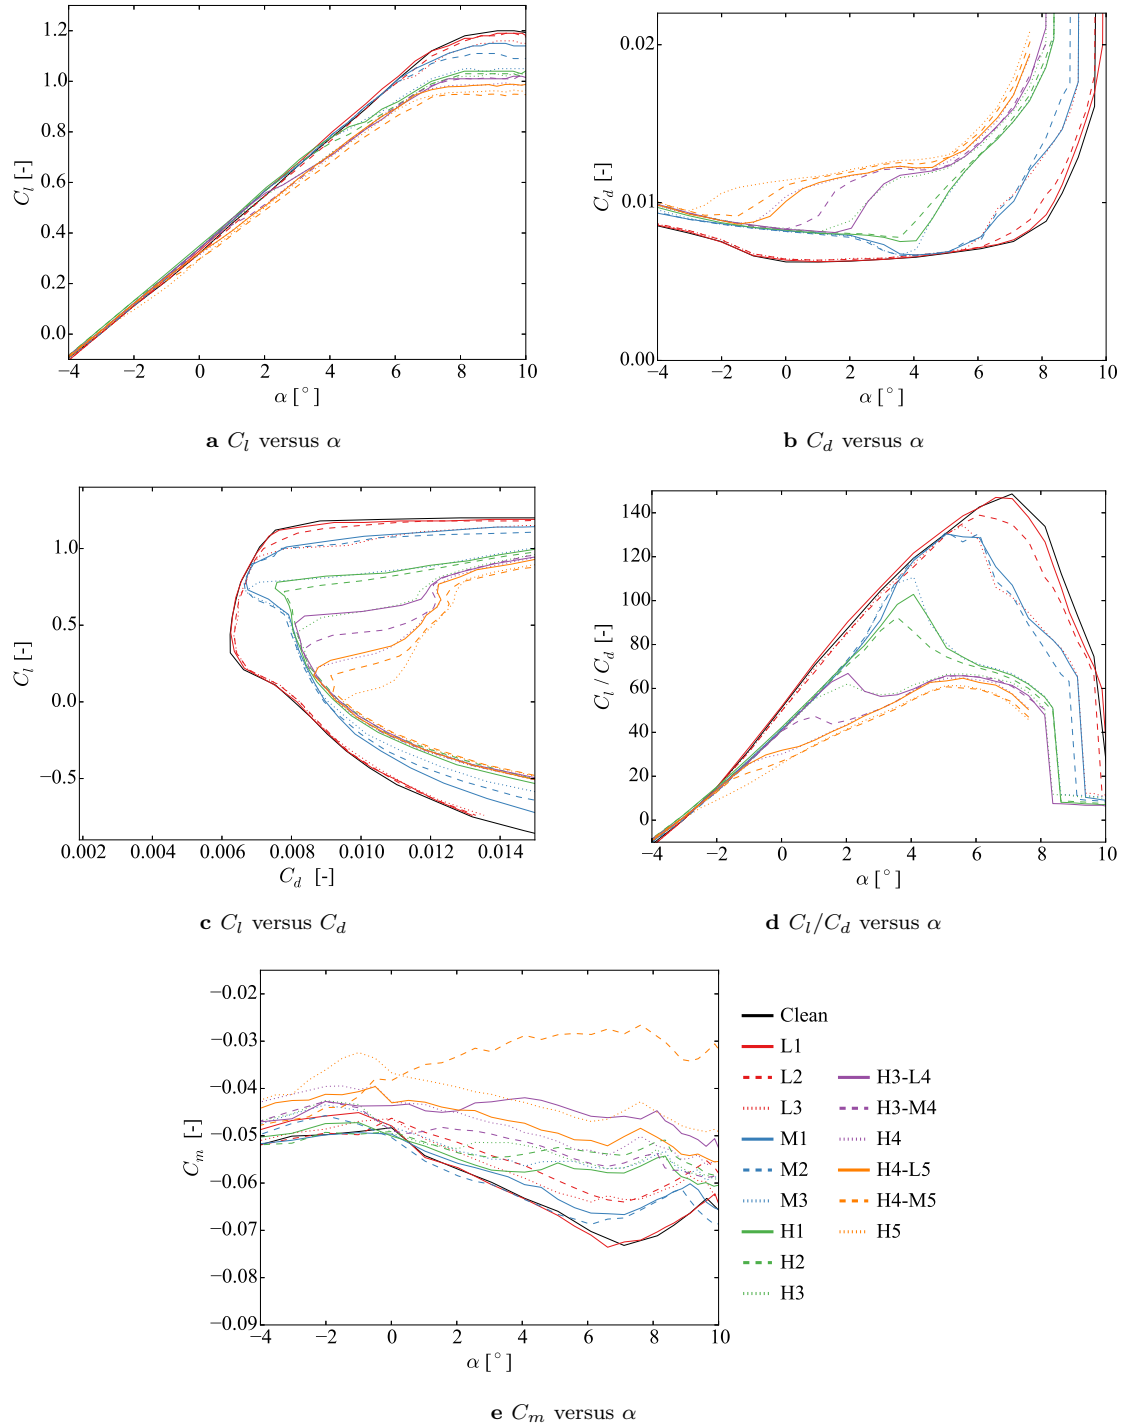 1.2
1.0
0.8
0.6
0.4
0.2
0.0
C_l [-]
−4 −2 0 2 4 6 8 10
α [°]
a C_l versus α
0.02
0.01
0.00
C_d [-]
−4 −2 0 2 4 6 8 10
α [°]
b C_d versus α
1.0
0.5
0.0
−0.5
C_l [-]
0.002 0.004 0.006 0.008 0.010 0.012 0.014
C_d [-]
c C_l versus C_d
140
120
100
80
60
40
20
0
C_l / C_d [-]
−4 −2 0 2 4 6 8 10
α [°]
d C_l/C_d versus α
−0.02
−0.03
−0.04
−0.05
−0.06
−0.07
−0.08
−0.09
C_m [-]
−4 −2 0 2 4 6 8 10
α [°]
Clean
L1
L2
L3
M1
M2
M3
H1
H2
H3
H3-L4
H3-M4
H4
H4-L5
H4-M5
H5
e C_m versus α